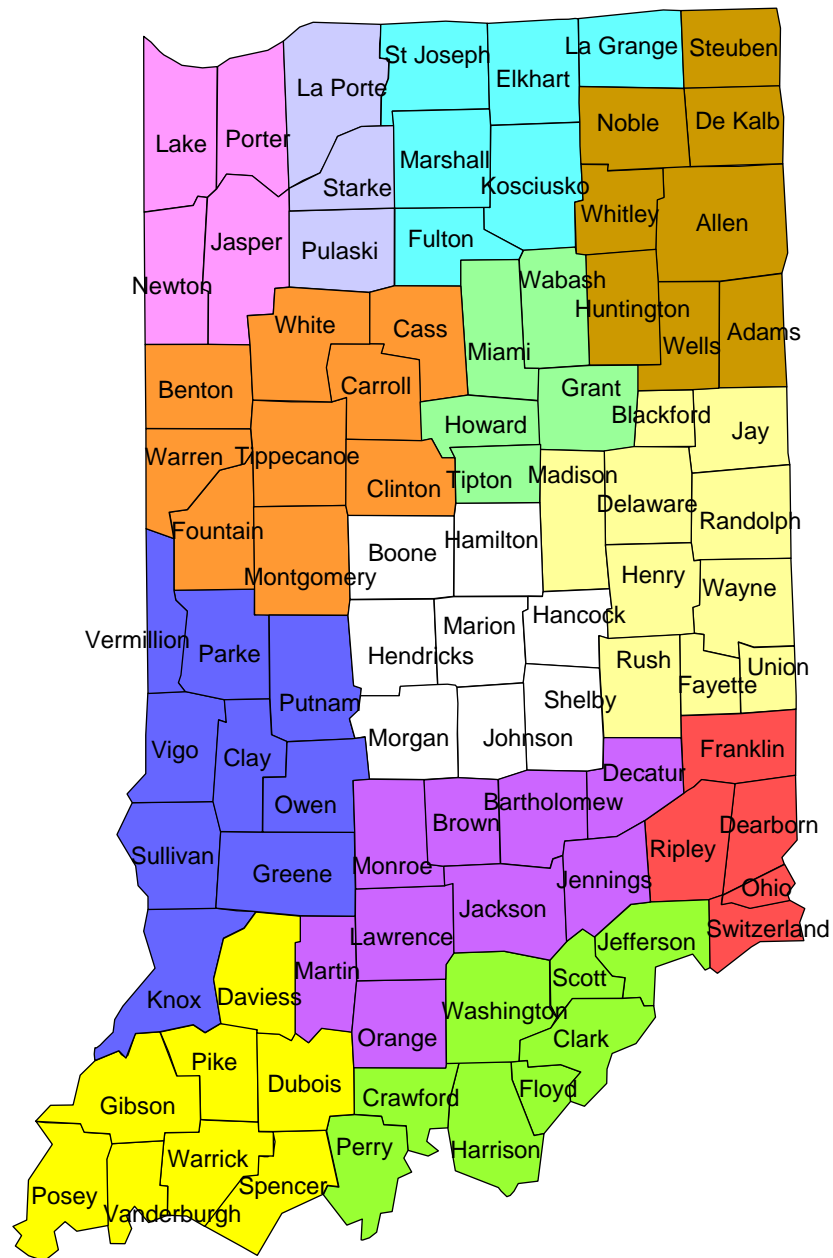 St Joseph
La Grange
Steuben
La Porte
Elkhart
Lake
Porter
Noble
De Kalb
Marshall
Starke
Kosciusko
Whitley
Allen
Jasper
Pulaski
Fulton
Newton
Wabash
Huntington
White
Cass
Miami
Wells
Adams
Benton
Carroll
Grant
Howard
Blackford
Jay
Warren
Tippecanoe
Clinton
Tipton
Madison
Delaware
Randolph
Fountain
Boone
Hamilton
Montgomery
Henry
Wayne
Hancock
Vermillion
Parke
Hendricks
Marion
Rush
Union
Fayette
Putnam
Shelby
Vigo
Clay
Morgan
Johnson
Franklin
Decatur
Owen
Brown
Bartholomew
Dearborn
Sullivan
Greene
Monroe
Ripley
Jennings
Ohio
Jackson
Switzerland
Lawrence
Jefferson
Martin
Knox
Daviess
Scott
Washington
Orange
Clark
Pike
Dubois
Gibson
Crawford
Floyd
Perry
Harrison
Warrick
Posey
Spencer
Vanderburgh